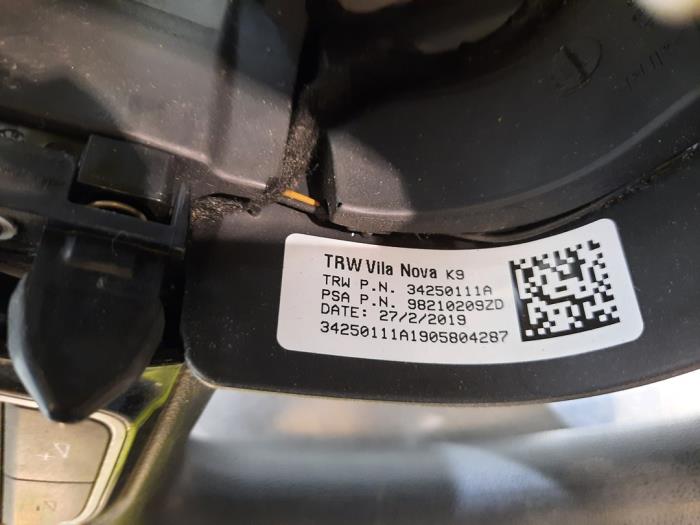 TRW Vila Nova K9
TRW P.N. 34250111A
PSA P.N. 98210209ZD
DATE: 27/2/2019
34250111A1905804287